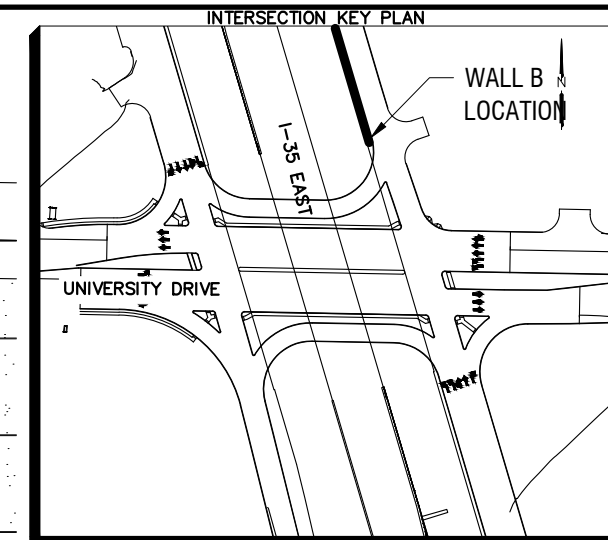 INTERSECTION KEY PLAN
WALL B
N
LOCATION
I-35 EAST
UNIVERSITY DRIVE